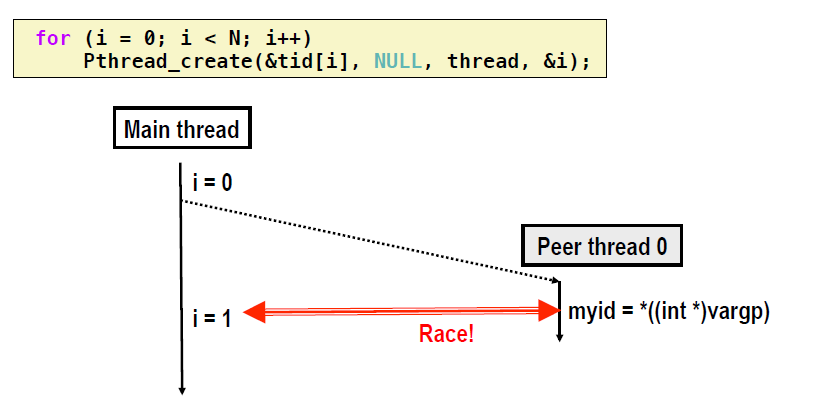 for (i = 0; i < N; i++)
Pthread_create(&tid[i], NULL, thread, &i);
Main thread
i = 0
Peer thread 0
i = 1
myid = *((int *)vargp)
Race!